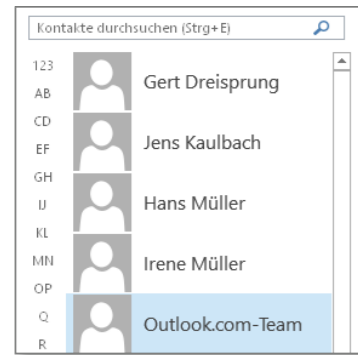 Kontakte durchsuchen (Strg+E)
123
AB
CD
EF
GH
IJ
KL
MN
OP
Q
R
Gert Dreisprung
Jens Kaulbach
Hans Müller
Irene Müller
Outlook.com-Team